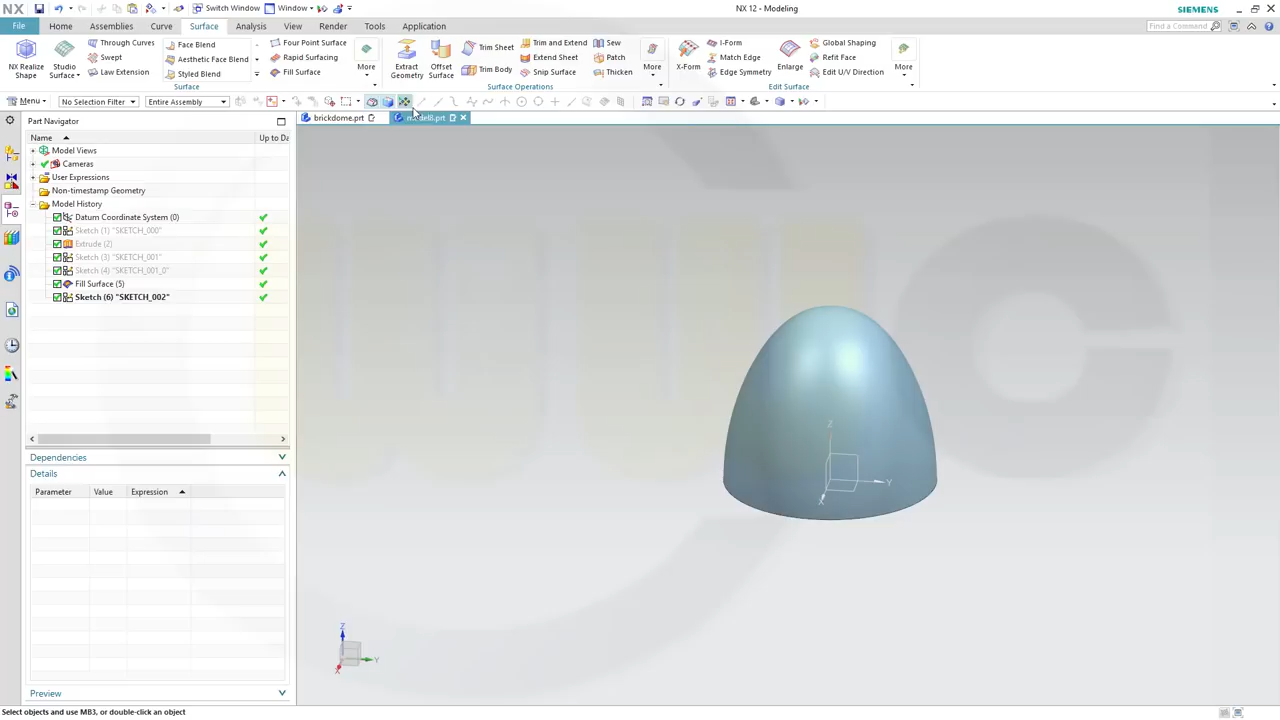 NX
Switch Window
Window
NX 12 - Modeling
SIEMENS
File
Home
Assemblies
Curve
Surface
Analysis
View
Render
Tools
Application
Find a Command
NX Realize Shape
Studio Surface
Through Curves
Swept
Law Extension
Face Blend
Aesthetic Face Blend
Styled Blend
Four Point Surface
Rapid Surfacing
Fill Surface
More
Surface
Extract Geometry
Offset Surface
Trim Sheet
Trim Body
Trim and Extend
Extend Sheet
Snip Surface
Sew
Patch
Thicken
More
Surface Operations
X-Form
I-Form
Match Edge
Edge Symmetry
Enlarge
Global Shaping
Refit Face
Edit U/V Direction
More
Edit Surface
Menu
No Selection Filter
Entire Assembly
brickdome.prt
model8.prt
Part Navigator
Name
Up to Da
Model Views
Cameras
User Expressions
Non-timestamp Geometry
Model History
Datum Coordinate System (0)
Sketch (1) "SKETCH_000"
Extrude (2)
Sketch (3) "SKETCH_001"
Sketch (4) "SKETCH_001_0"
Fill Surface (5)
Sketch (6) "SKETCH_002"
Dependencies
Details
Parameter
Value
Expression
Preview
Z
Y
X
Z
Y
X
Select objects and use MB3, or double-click an object